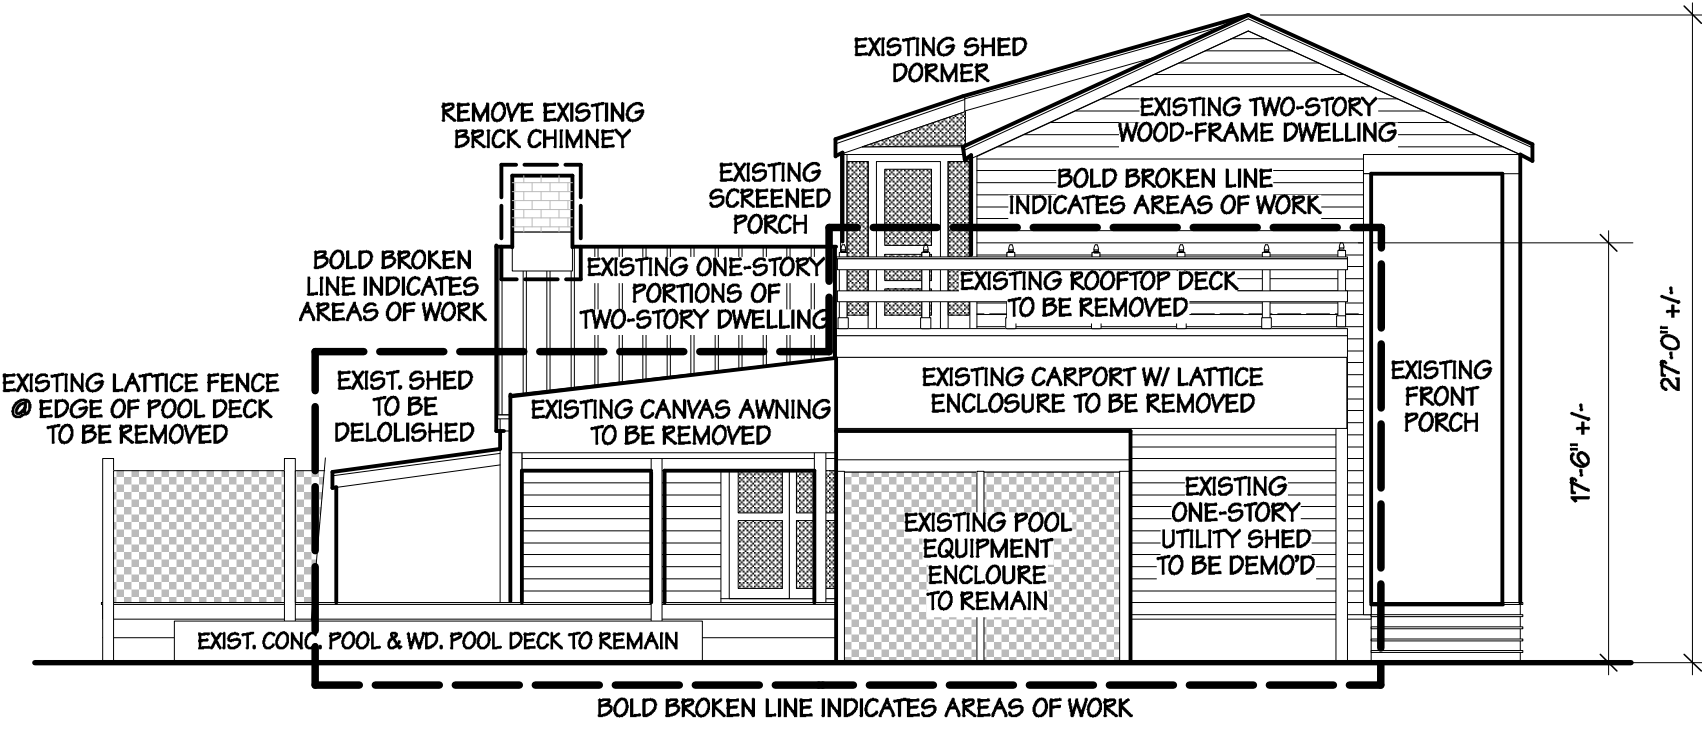 EXISTING SHED
DORMER
REMOVE EXISTING
BRICK CHIMNEY
EXISTING TWO-STORY
WOOD-FRAME DWELLING
EXISTING
SCREENED
PORCH
BOLD BROKEN LINE
INDICATES AREAS OF WORK
BOLD BROKEN
LINE INDICATES
AREAS OF WORK
EXISTING ONE-STORY
PORTIONS OF
TWO-STORY DWELLING
EXISTING ROOFTOP DECK
TO BE REMOVED
27'-0" +/-
EXISTING LATTICE FENCE
@ EDGE OF POOL DECK
TO BE REMOVED
EXIST. SHED
TO BE
DELOLISHED
EXISTING CANVAS AWNING
TO BE REMOVED
EXISTING CARPORT W/ LATTICE
ENCLOSURE TO BE REMOVED
EXISTING
FRONT
PORCH
17'-6" +/-
EXISTING POOL
EQUIPMENT
ENCLOURE
TO REMAIN
EXISTING
ONE-STORY
UTILITY SHED
TO BE DEMO'D
EXIST. CONC. POOL & WD. POOL DECK TO REMAIN
BOLD BROKEN LINE INDICATES AREAS OF WORK